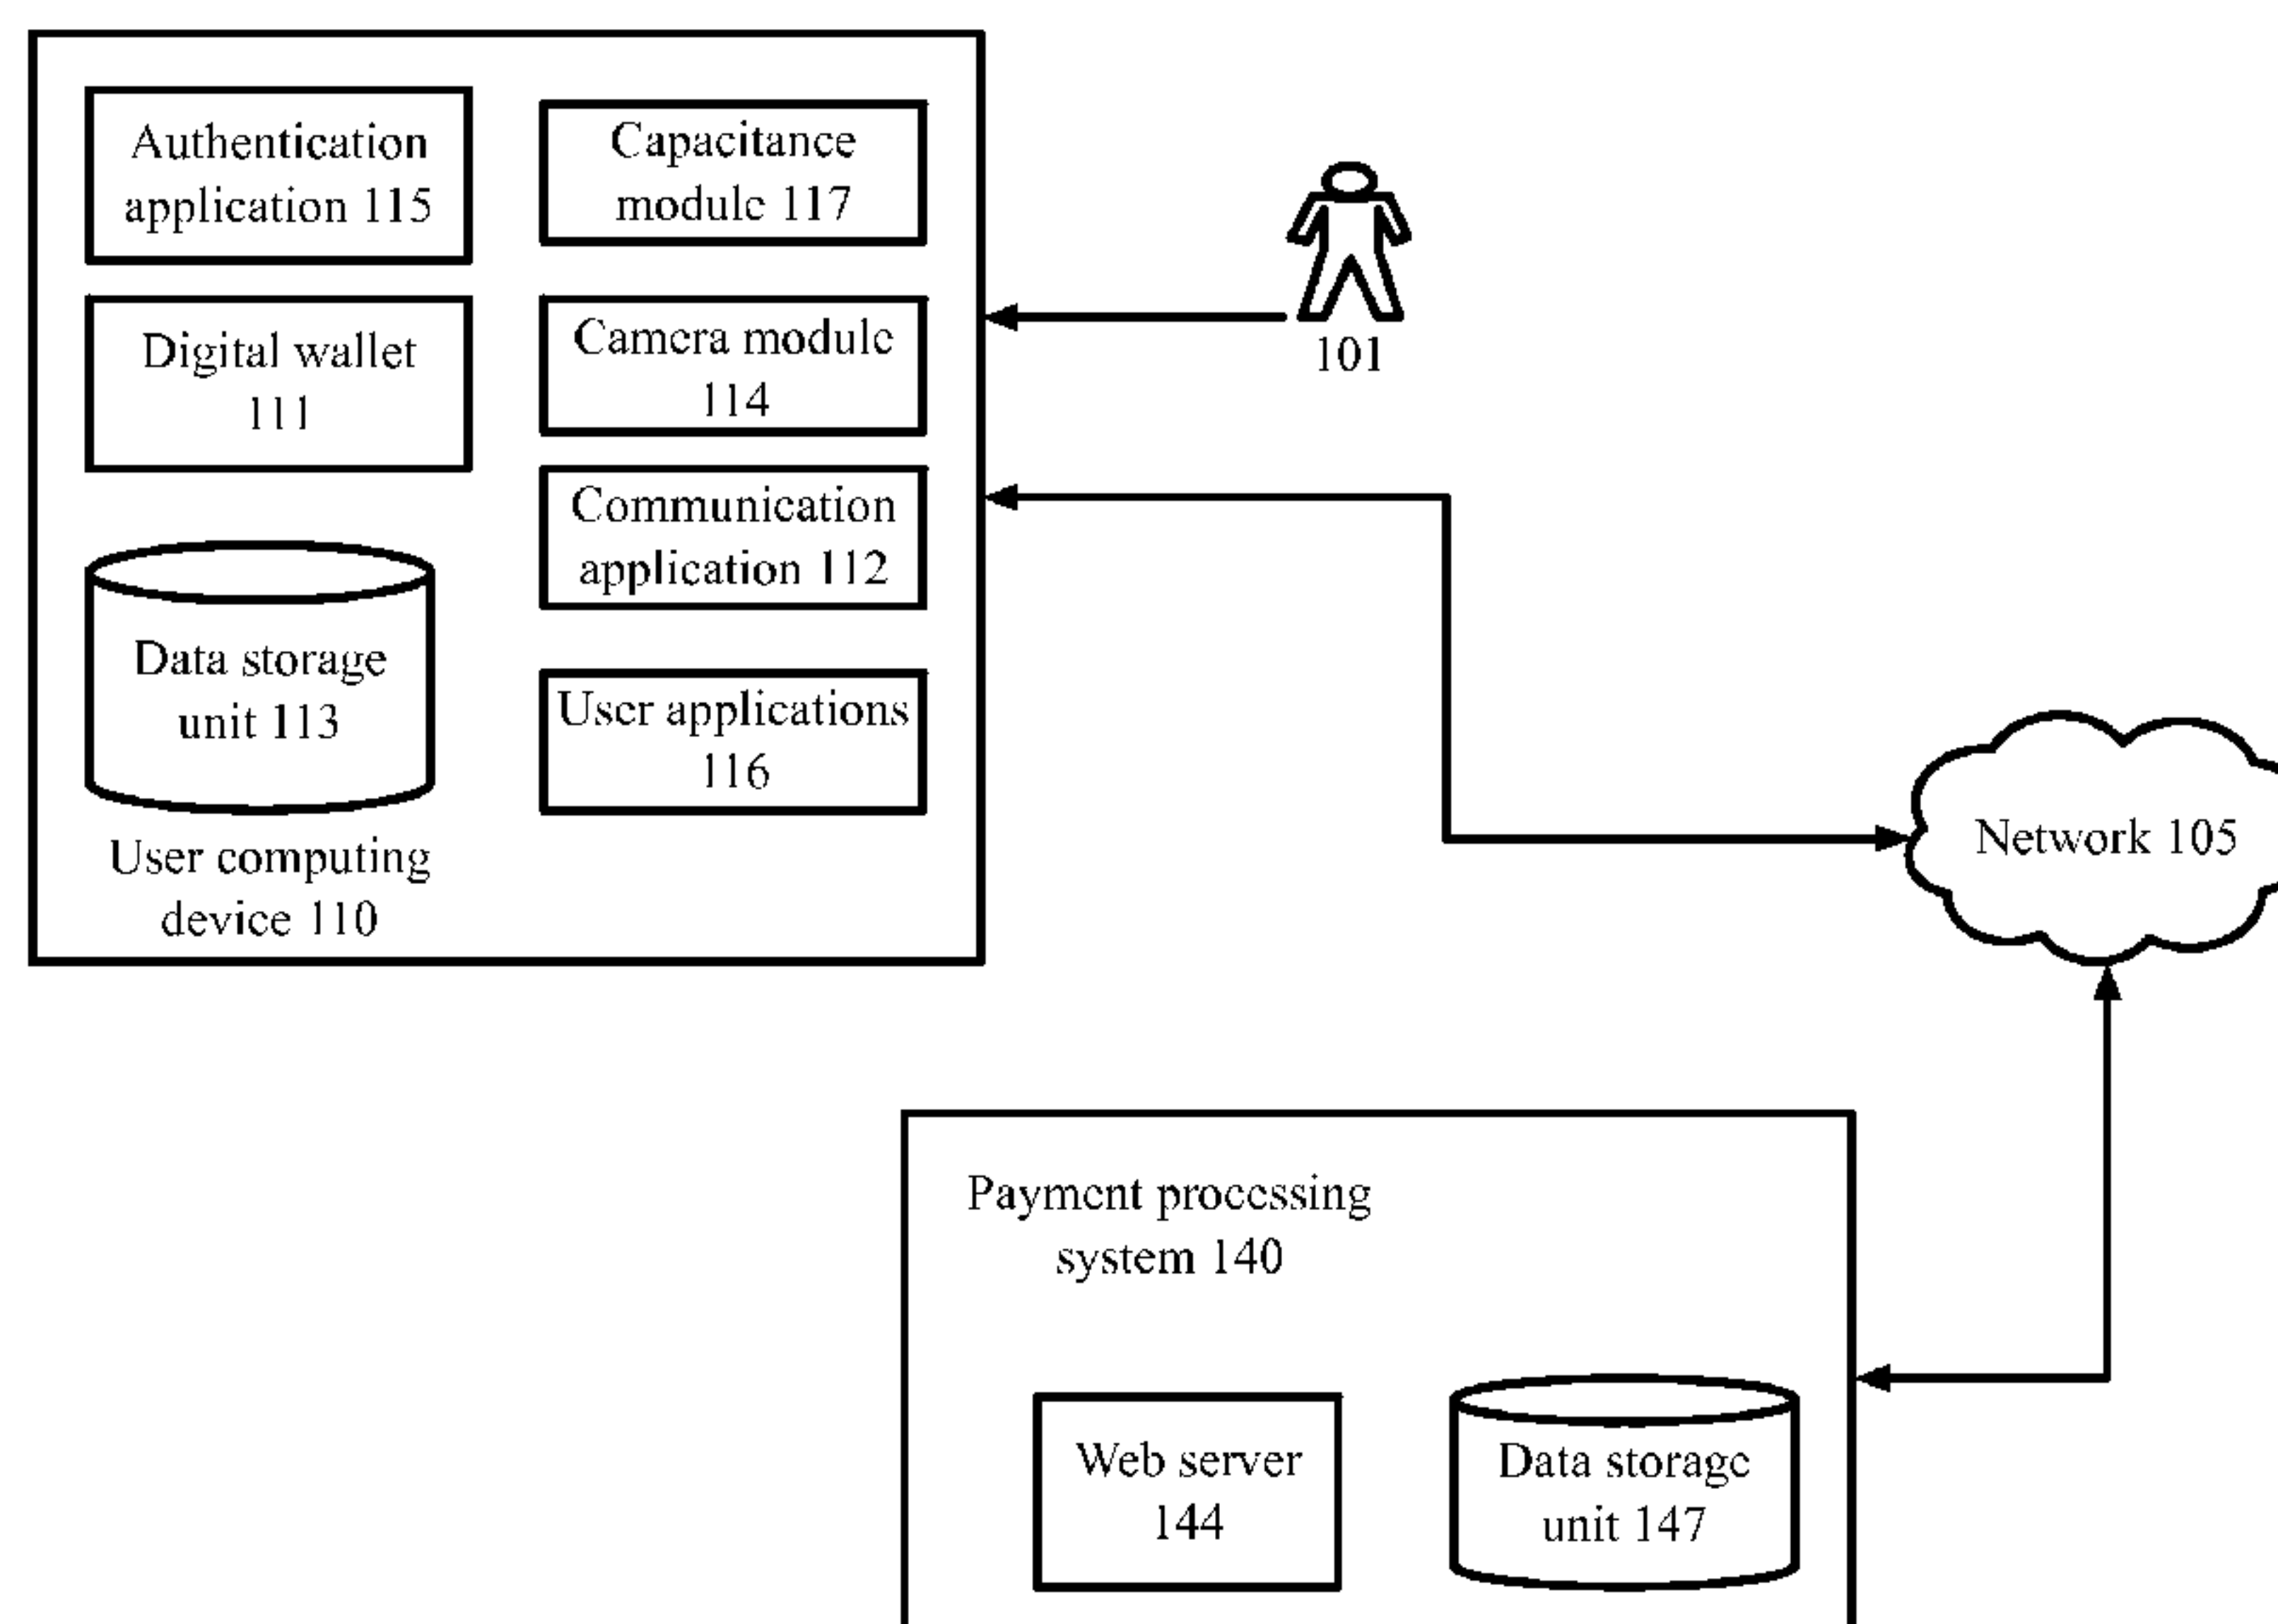 Authentication
application 115
Capacitance
module 117
Digital wallet
111
Camera module
114
101
Communication
application 112
Data storage
unit 113
User applications
116
User computing
device 110
Network 105
Payment processing
system 140
Web server
144
Data storage
unit 147